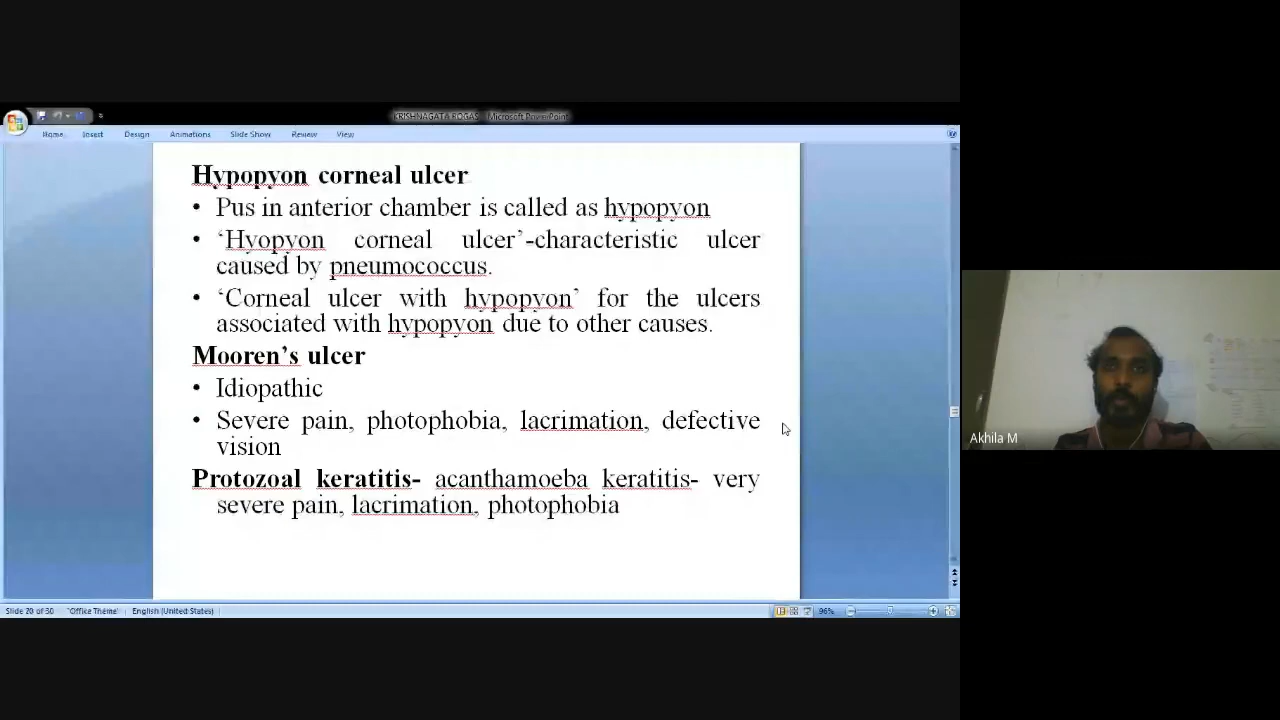 KRISHNAGATA ROGAS - Microsoft PowerPoint
Home Insert Design Animations Slide Show Review View
Hypopyon corneal ulcer
• Pus in anterior chamber is called as hypopyon
• ‘Hyopyon corneal ulcer’-characteristic ulcer
caused by pneumococcus.
• ‘Corneal ulcer with hypopyon’ for the ulcers
associated with hypopyon due to other causes.
Mooren’s ulcer
• Idiopathic
• Severe pain, photophobia, lacrimation, defective
vision
Protozoal keratitis- acanthamoeba keratitis- very
severe pain, lacrimation, photophobia
Akhila M
Slide 20 of 50 "Office Theme" English (United States) 96%